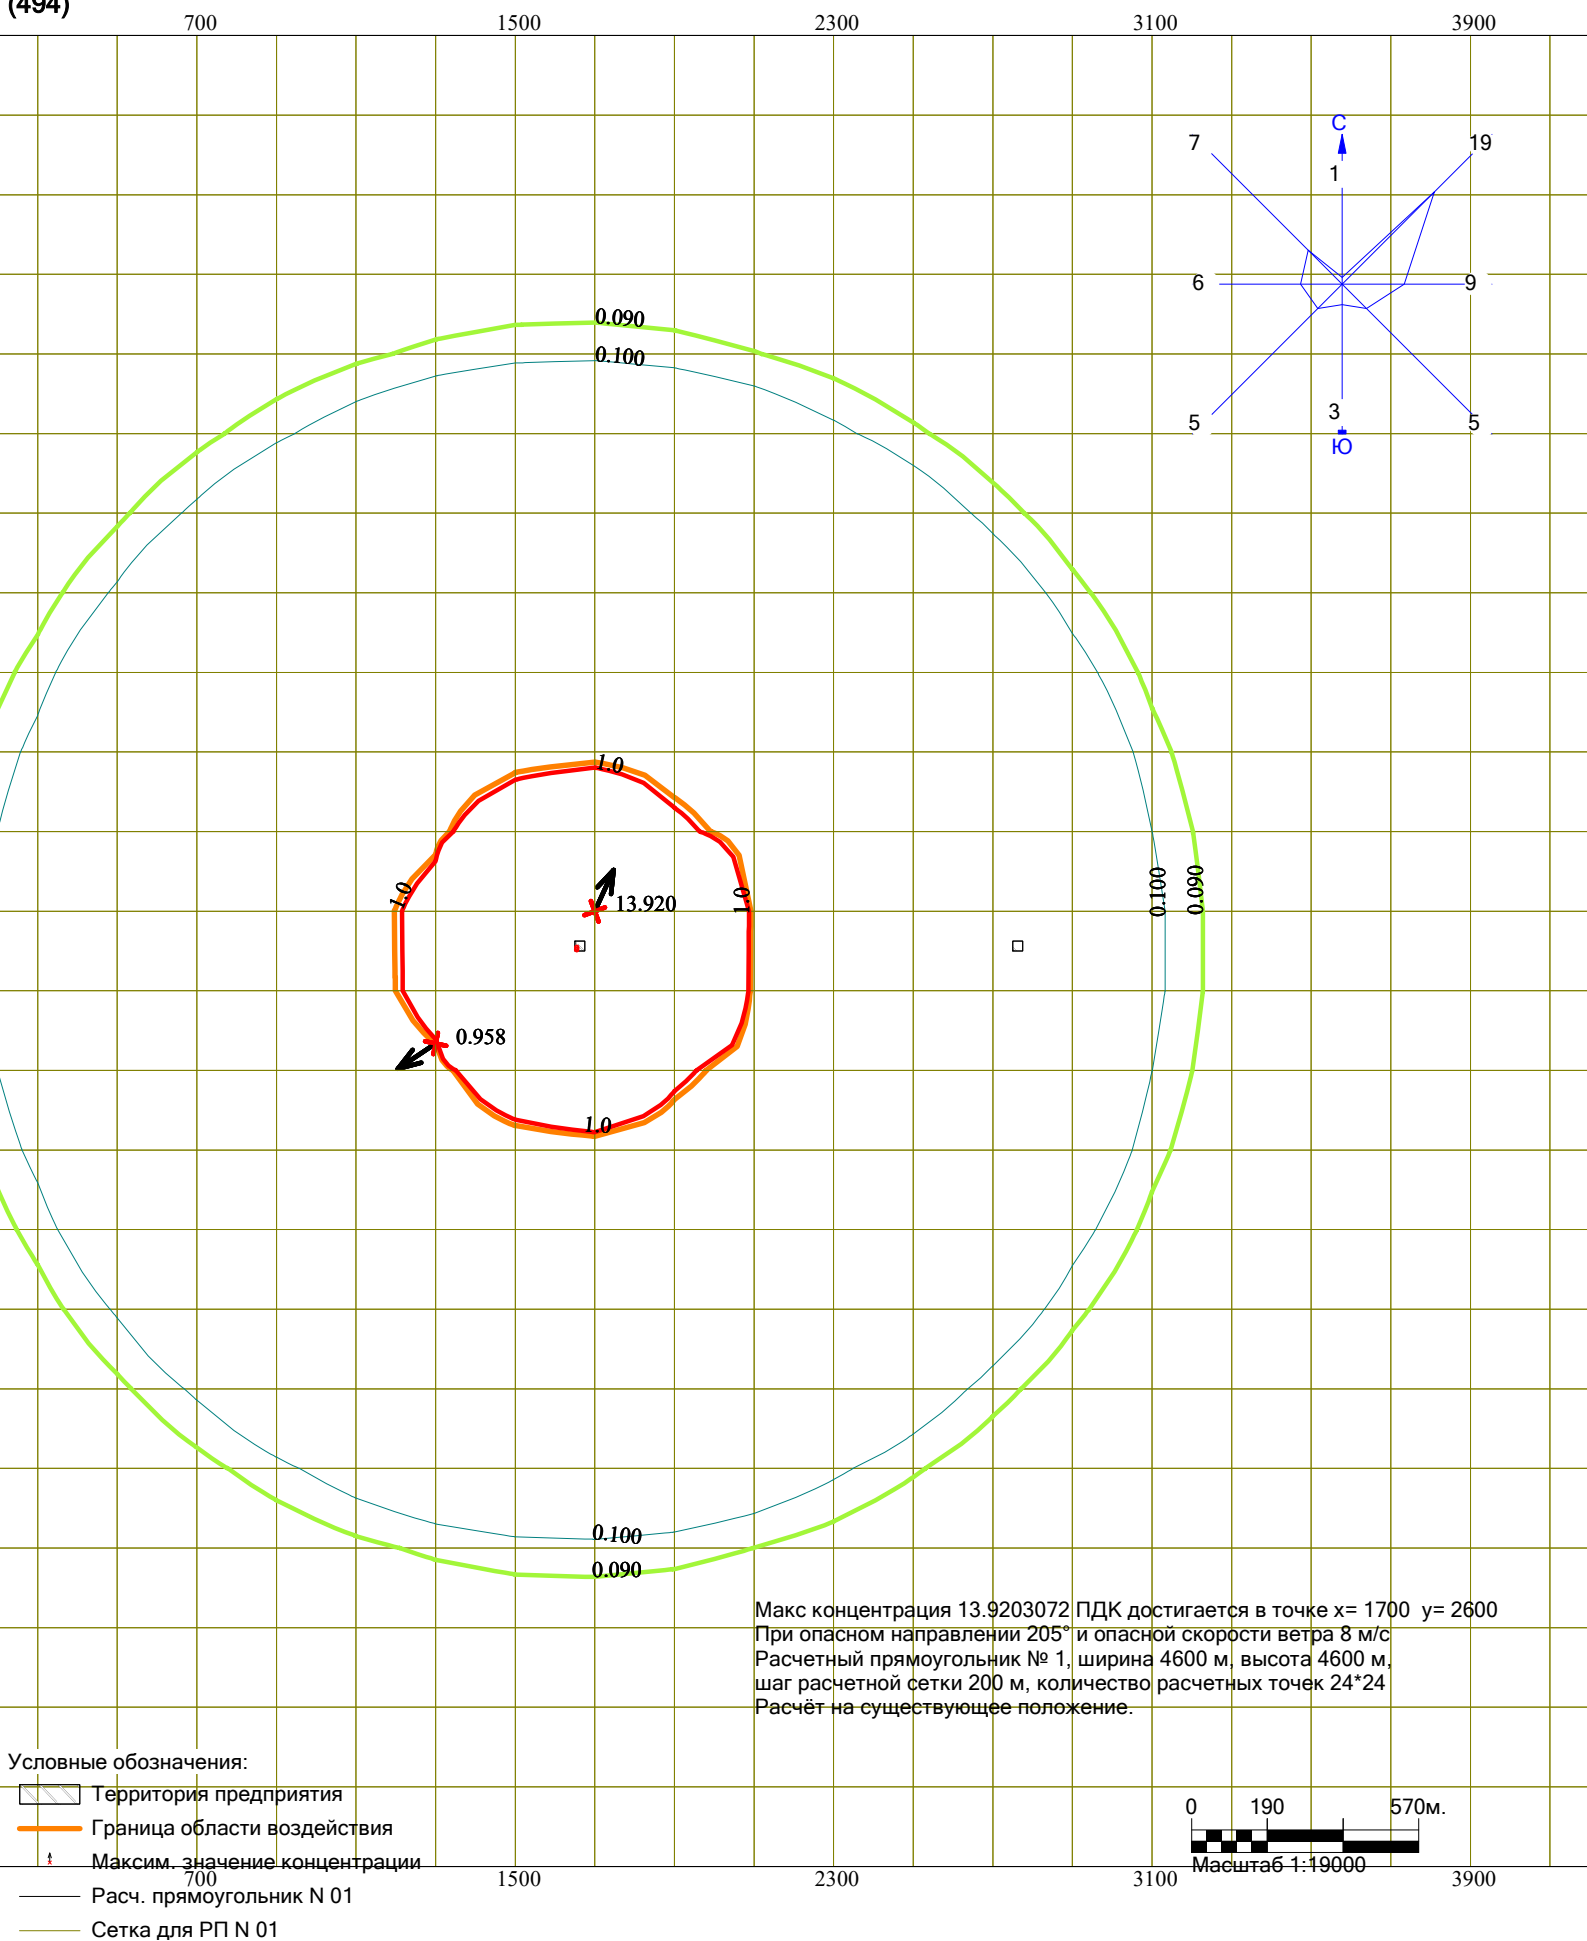 (494)
700 1500 2300 3100 3900
С
7 19
1
6 9
3
5 5
Ю
0.090
0.100
1.0
1.0 1.0 0.100 0.090
13.920
0.958
1.0
0.100
0.090
Макс концентрация 13.9203072 ПДК достигается в точке x= 1700 y= 2600
При опасном направлении 205° и опасной скорости ветра 8 м/с
Расчетный прямоугольник № 1, ширина 4600 м, высота 4600 м,
шаг расчетной сетки 200 м, количество расчетных точек 24*24
Расчёт на существующее положение.
Условные обозначения:
Территория предприятия
Граница области воздействия
Максим. значение концентрации
Расч. прямоугольник N 01
Сетка для РП N 01
0 190 570м.
Масштаб 1:19000
700 1500 2300 3100 3900